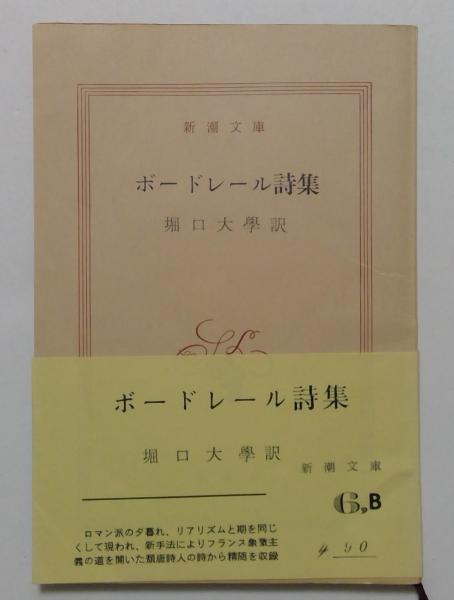 新潮文庫
ボードレール詩集
堀口大學訳
ボードレール詩集
堀口大學訳
新潮文庫
6,B
ロマン派の夕暮れ、リアリズムと期を同じ
くして現われ、新手法によりフランス象徴主
義の道を開いた頽唐詩人の詩から精随を収録
¥90